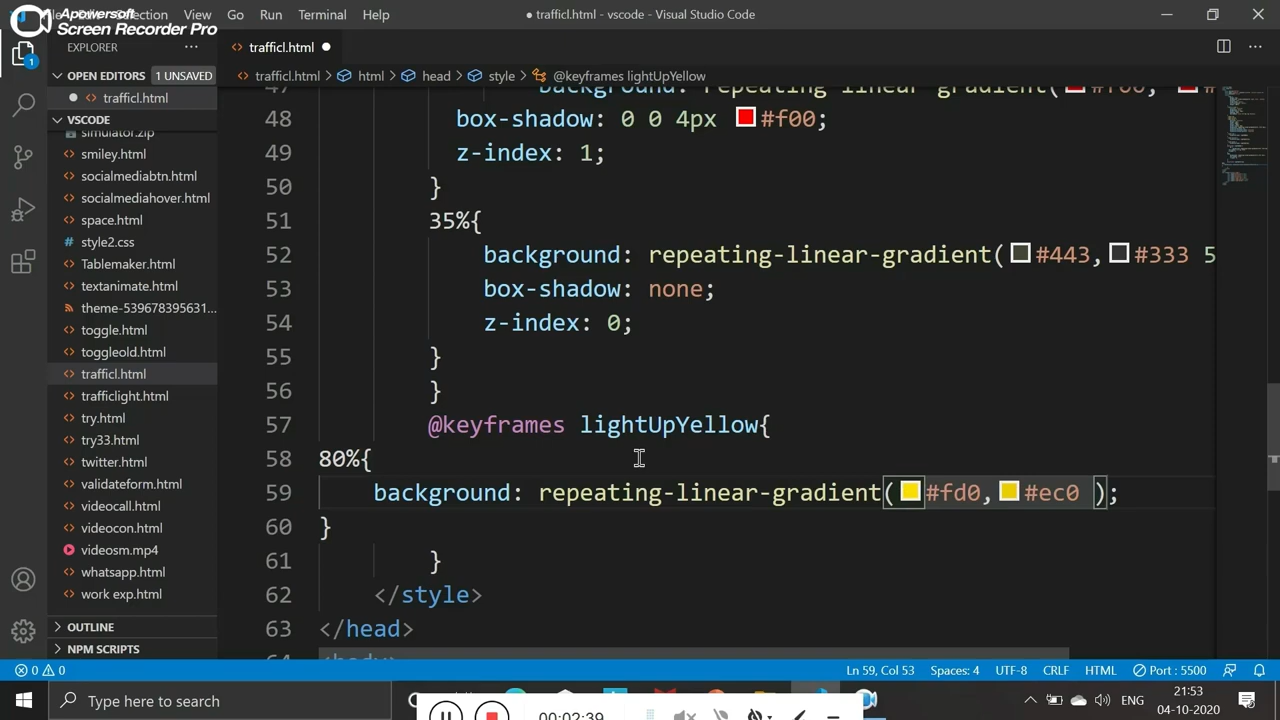 File Edit Selection View Go Run Terminal Help
● trafficl.html - vscode - Visual Studio Code
Apowersoft
Screen Recorder Pro
EXPLORER
trafficl.html
OPEN EDITORS 1 UNSAVED
trafficl.html > html > head > style > @keyframes lightUpYellow
trafficl.html
VSCODE
simulator.zip
smiley.html
socialmediabtn.html
socialmediahover.html
space.html
style2.css
Tablemaker.html
textanimate.html
theme-539678395631...
toggle.html
toggleold.html
trafficl.html
trafficlight.html
try.html
try33.html
twitter.html
validateform.html
videocall.html
videocon.html
videosm.mp4
whatsapp.html
work exp.html
OUTLINE
NPM SCRIPTS
47 background: repeating-linear-gradient(#f00, #
48 box-shadow: 0 0 4px #f00;
49 z-index: 1;
50 }
51 35%{
52 background: repeating-linear-gradient(#443,#333 5
53 box-shadow: none;
54 z-index: 0;
55 }
56 }
57 @keyframes lightUpYellow{
58 80%{
59 background: repeating-linear-gradient(#fd0,#ec0 );
60 }
61 }
62 </style>
63 </head>
64 <body>
0 0 Ln 59, Col 53 Spaces: 4 UTF-8 CRLF HTML Port : 5500
1
Type here to search
00:02:39
ENG
21:53
04-10-2020